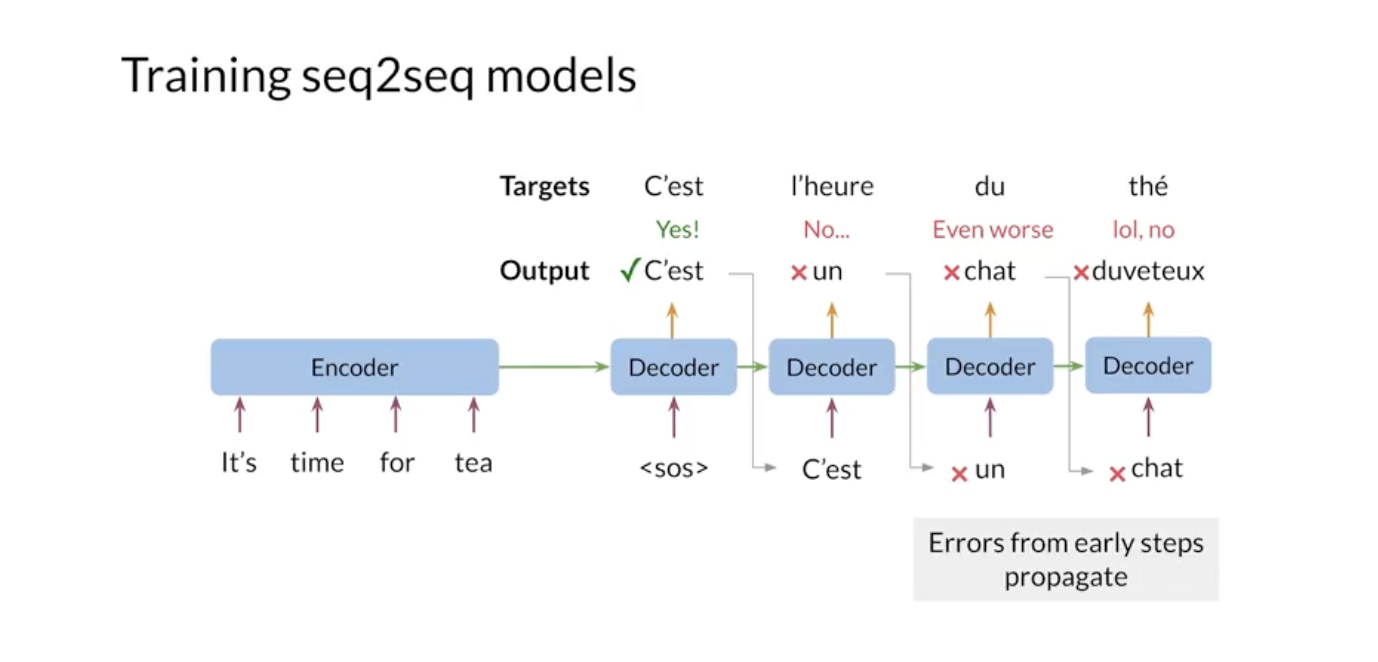 Training seq2seq models
Targets C’est l’heure du thé
Yes! No... Even worse lol, no
Output ✓ C’est × un × chat × duveteux
Encoder Decoder Decoder Decoder Decoder
It’s time for tea <sos> C’est × un × chat
Errors from early steps
propagate